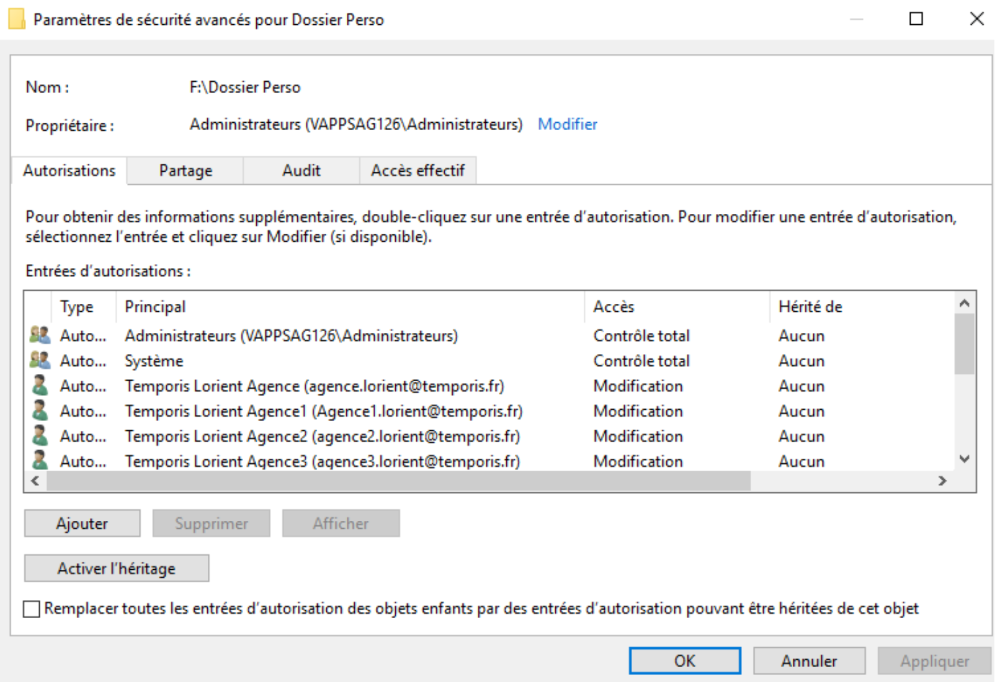 Paramètres de sécurité avancés pour Dossier Perso
Nom : F:\Dossier Perso
Propriétaire : Administrateurs (VAPPSAG126\Administrateurs) Modifier
Autorisations Partage Audit Accès effectif
Pour obtenir des informations supplémentaires, double-cliquez sur une entrée d'autorisation. Pour modifier une entrée d'autorisation,
sélectionnez l'entrée et cliquez sur Modifier (si disponible).
Entrées d'autorisations :
Type Principal Accès Hérité de
Auto... Administrateurs (VAPPSAG126\Administrateurs) Contrôle total Aucun
Auto... Système Contrôle total Aucun
Auto... Temporis Lorient Agence (agence.lorient@temporis.fr) Modification Aucun
Auto... Temporis Lorient Agence1 (Agence1.lorient@temporis.fr) Modification Aucun
Auto... Temporis Lorient Agence2 (agence2.lorient@temporis.fr) Modification Aucun
Auto... Temporis Lorient Agence3 (agence3.lorient@temporis.fr) Modification Aucun
Ajouter Supprimer Afficher
Activer l'héritage
Remplacer toutes les entrées d'autorisation des objets enfants par des entrées d'autorisation pouvant être héritées de cet objet
OK Annuler Appliquer